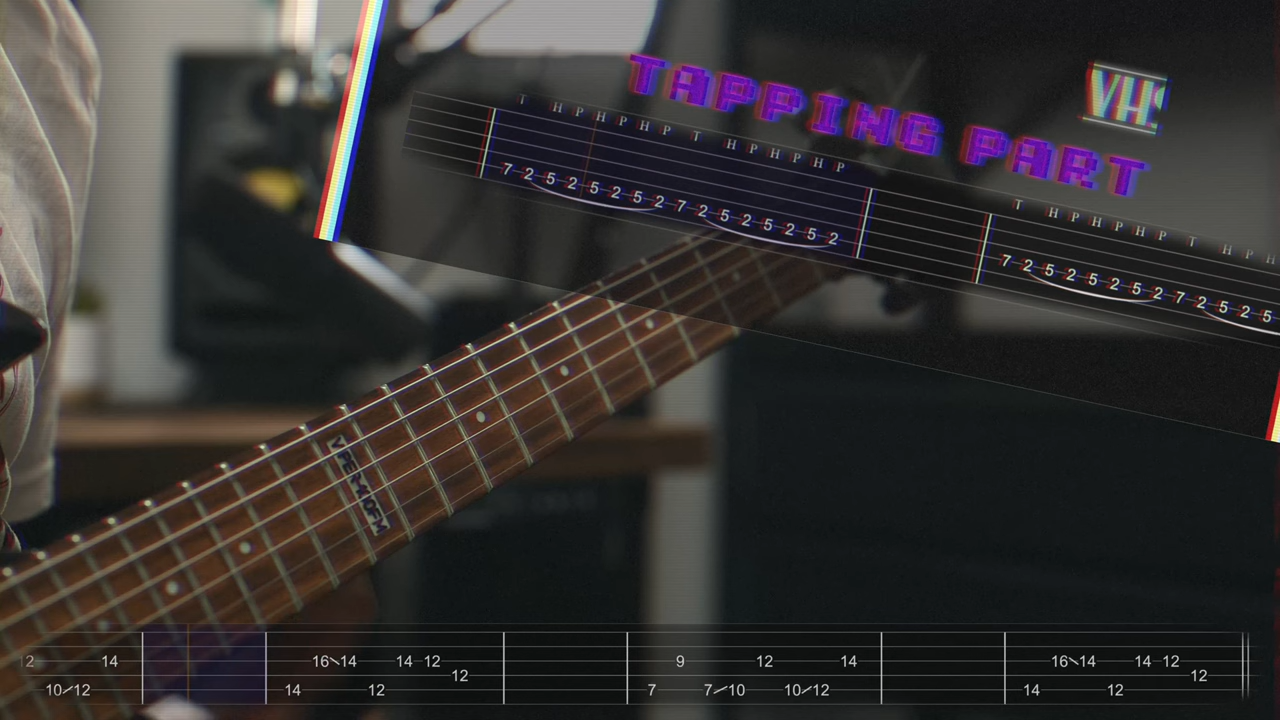 TAPPING PART
VHS
T H P H P H P T H P H P H P
7 2 5 2 5 2 5 2 7 2 5 2 5 2 5 2
T H P H P H P T H P H
7 2 5 2 5 2 5 2 7 2 5 2 5
VIPER-10FM
12 14 16 14 14 12 9 12 14 16 14 14 12
12 12
10/12 14 12 7 7/10 10/12 14 12